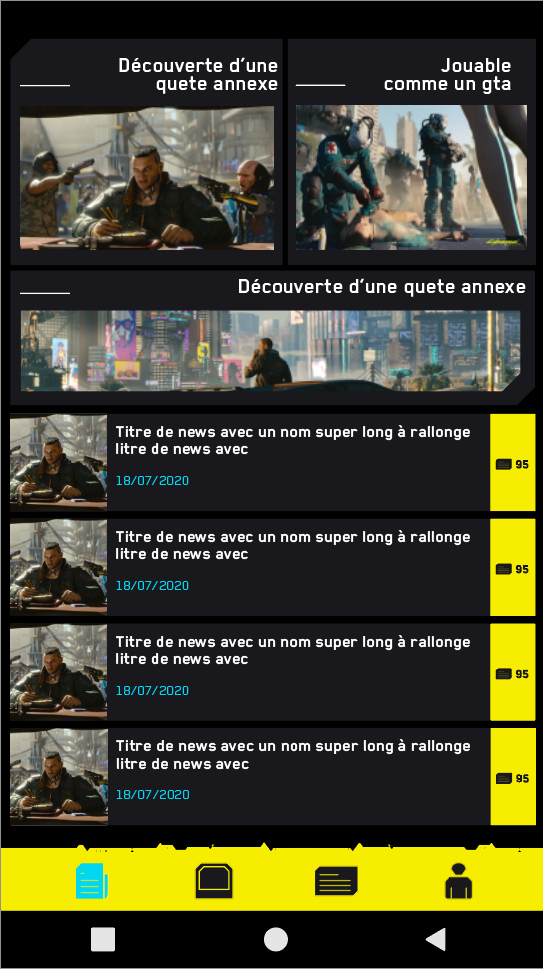 Découverte d'une
quete annexe
Jouable
comme un gta
Découverte d'une quete annexe
Titre de news avec un nom super long à rallonge
litre de news avec
18/07/2020
95
Titre de news avec un nom super long à rallonge
litre de news avec
18/07/2020
95
Titre de news avec un nom super long à rallonge
litre de news avec
18/07/2020
95
Titre de news avec un nom super long à rallonge
litre de news avec
18/07/2020
95